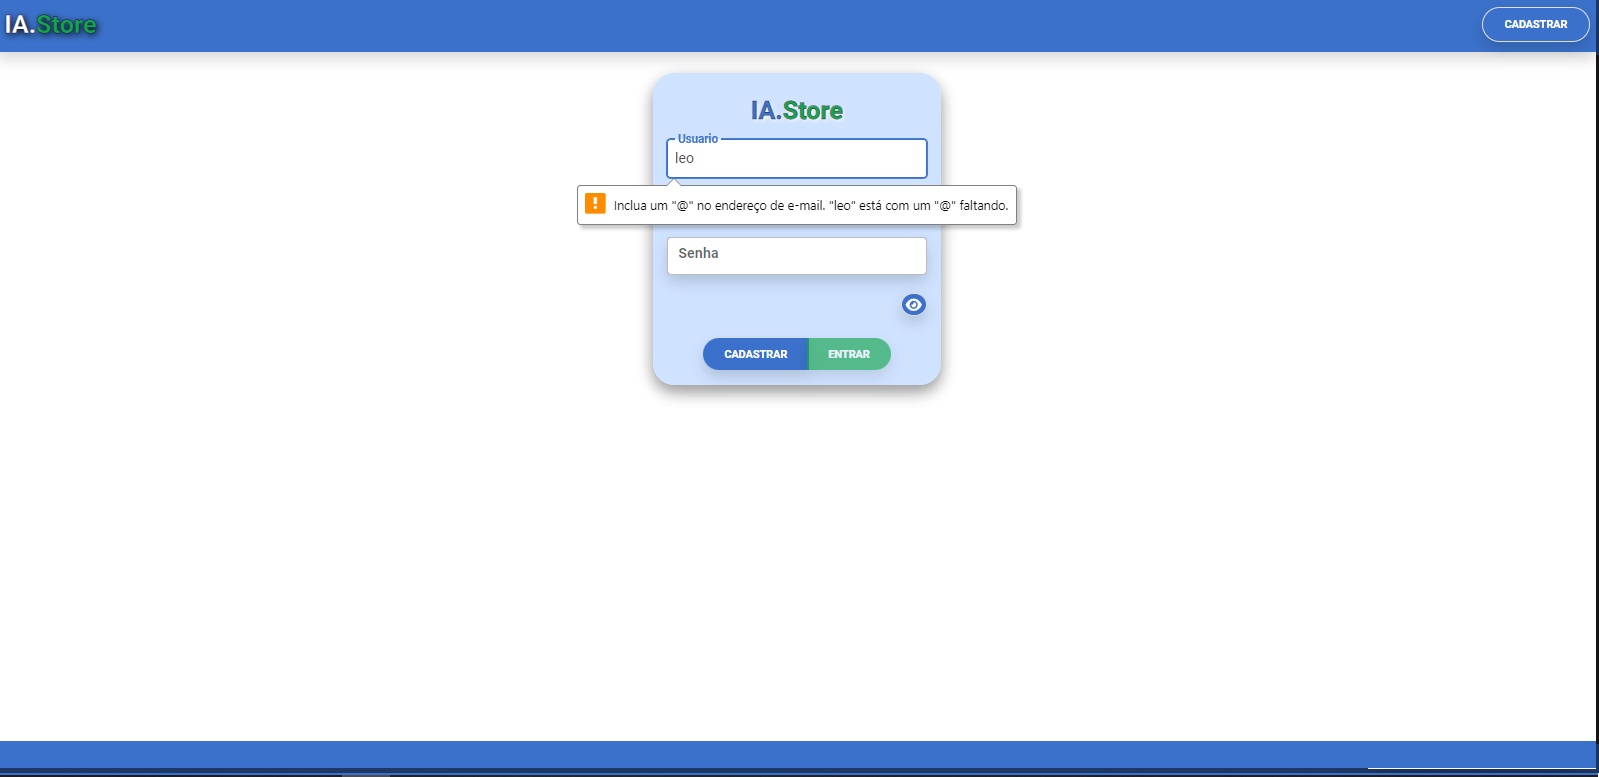 IA.Store
CADASTRAR
IA.Store
Usuario
leo
Inclua um "@" no endereço de e-mail. "leo" está com um "@" faltando.
Senha
CADASTRAR
ENTRAR